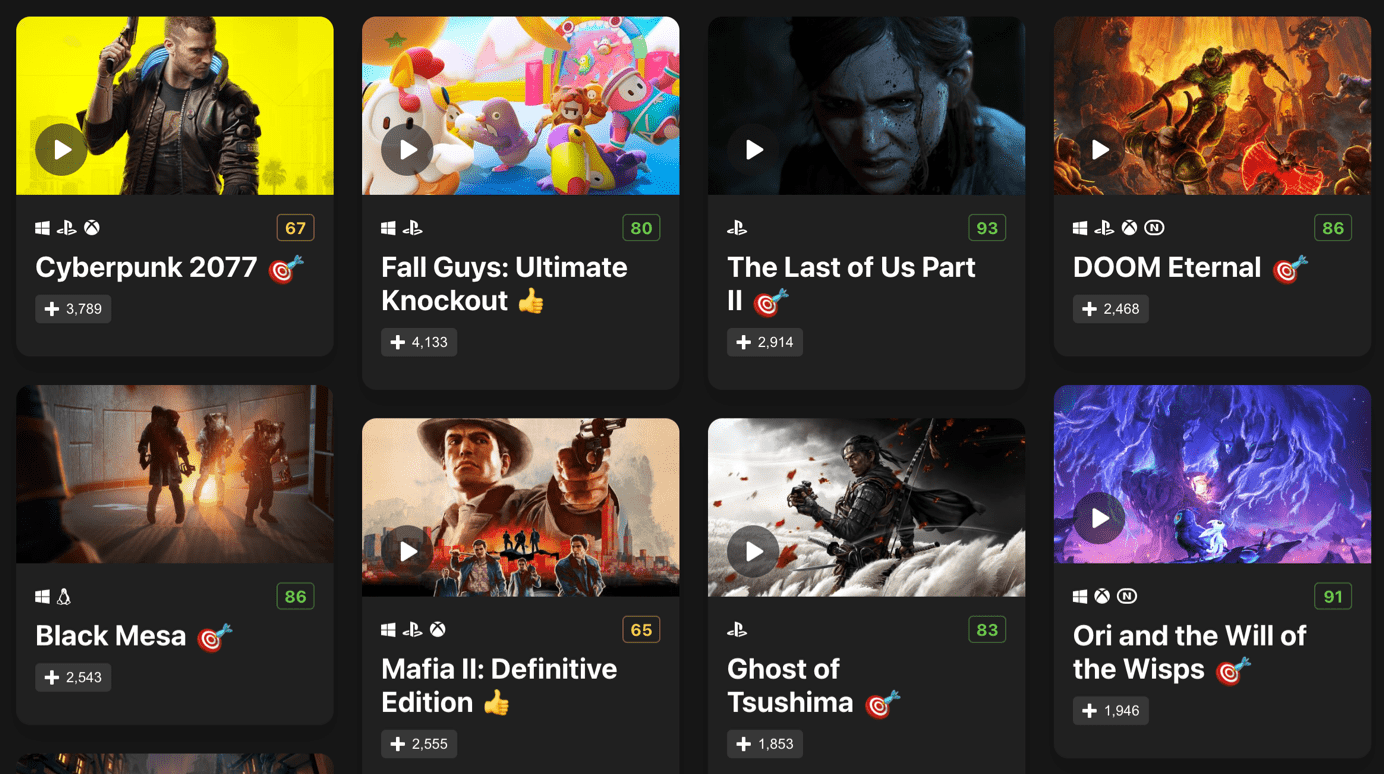 67
Cyberpunk 2077 🎯
+ 3,789
80
Fall Guys: Ultimate
Knockout 👍
+ 4,133
93
The Last of Us Part
II 🎯
+ 2,914
86
DOOM Eternal 🎯
+ 2,468
86
Black Mesa 🎯
+ 2,543
65
Mafia II: Definitive
Edition 👍
+ 2,555
83
Ghost of
Tsushima 🎯
+ 1,853
91
Ori and the Will of
the Wisps 🎯
+ 1,946